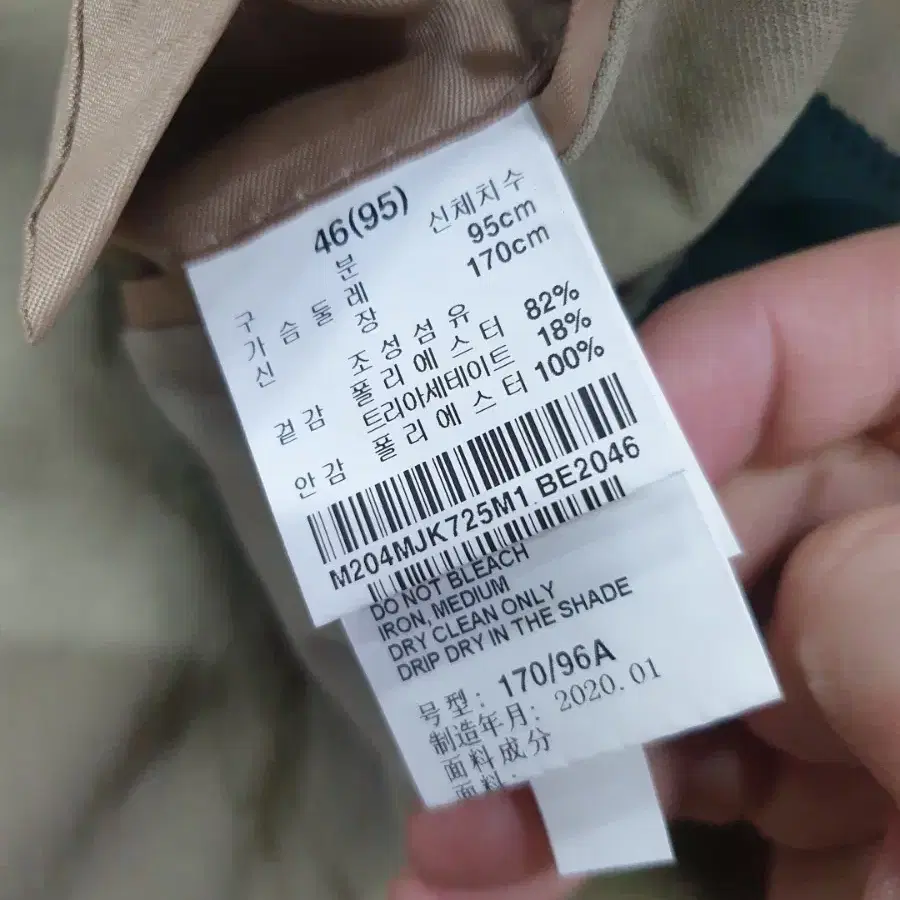 46(95)
구 분 신체치수
가 슴 둘 레 95cm
신 장 170cm
조 성 섬 유
겉 감 폴 리 에 스 터 82%
트리아세테이트 18%
안 감 폴 리 에 스 터 100%
M204MJK725M1 BE2046
DO NOT BLEACH
IRON, MEDIUM
DRY CLEAN ONLY
DRIP DRY IN THE SHADE
号型: 170/96A
制造年月: 2020.01
面料成分
面料: